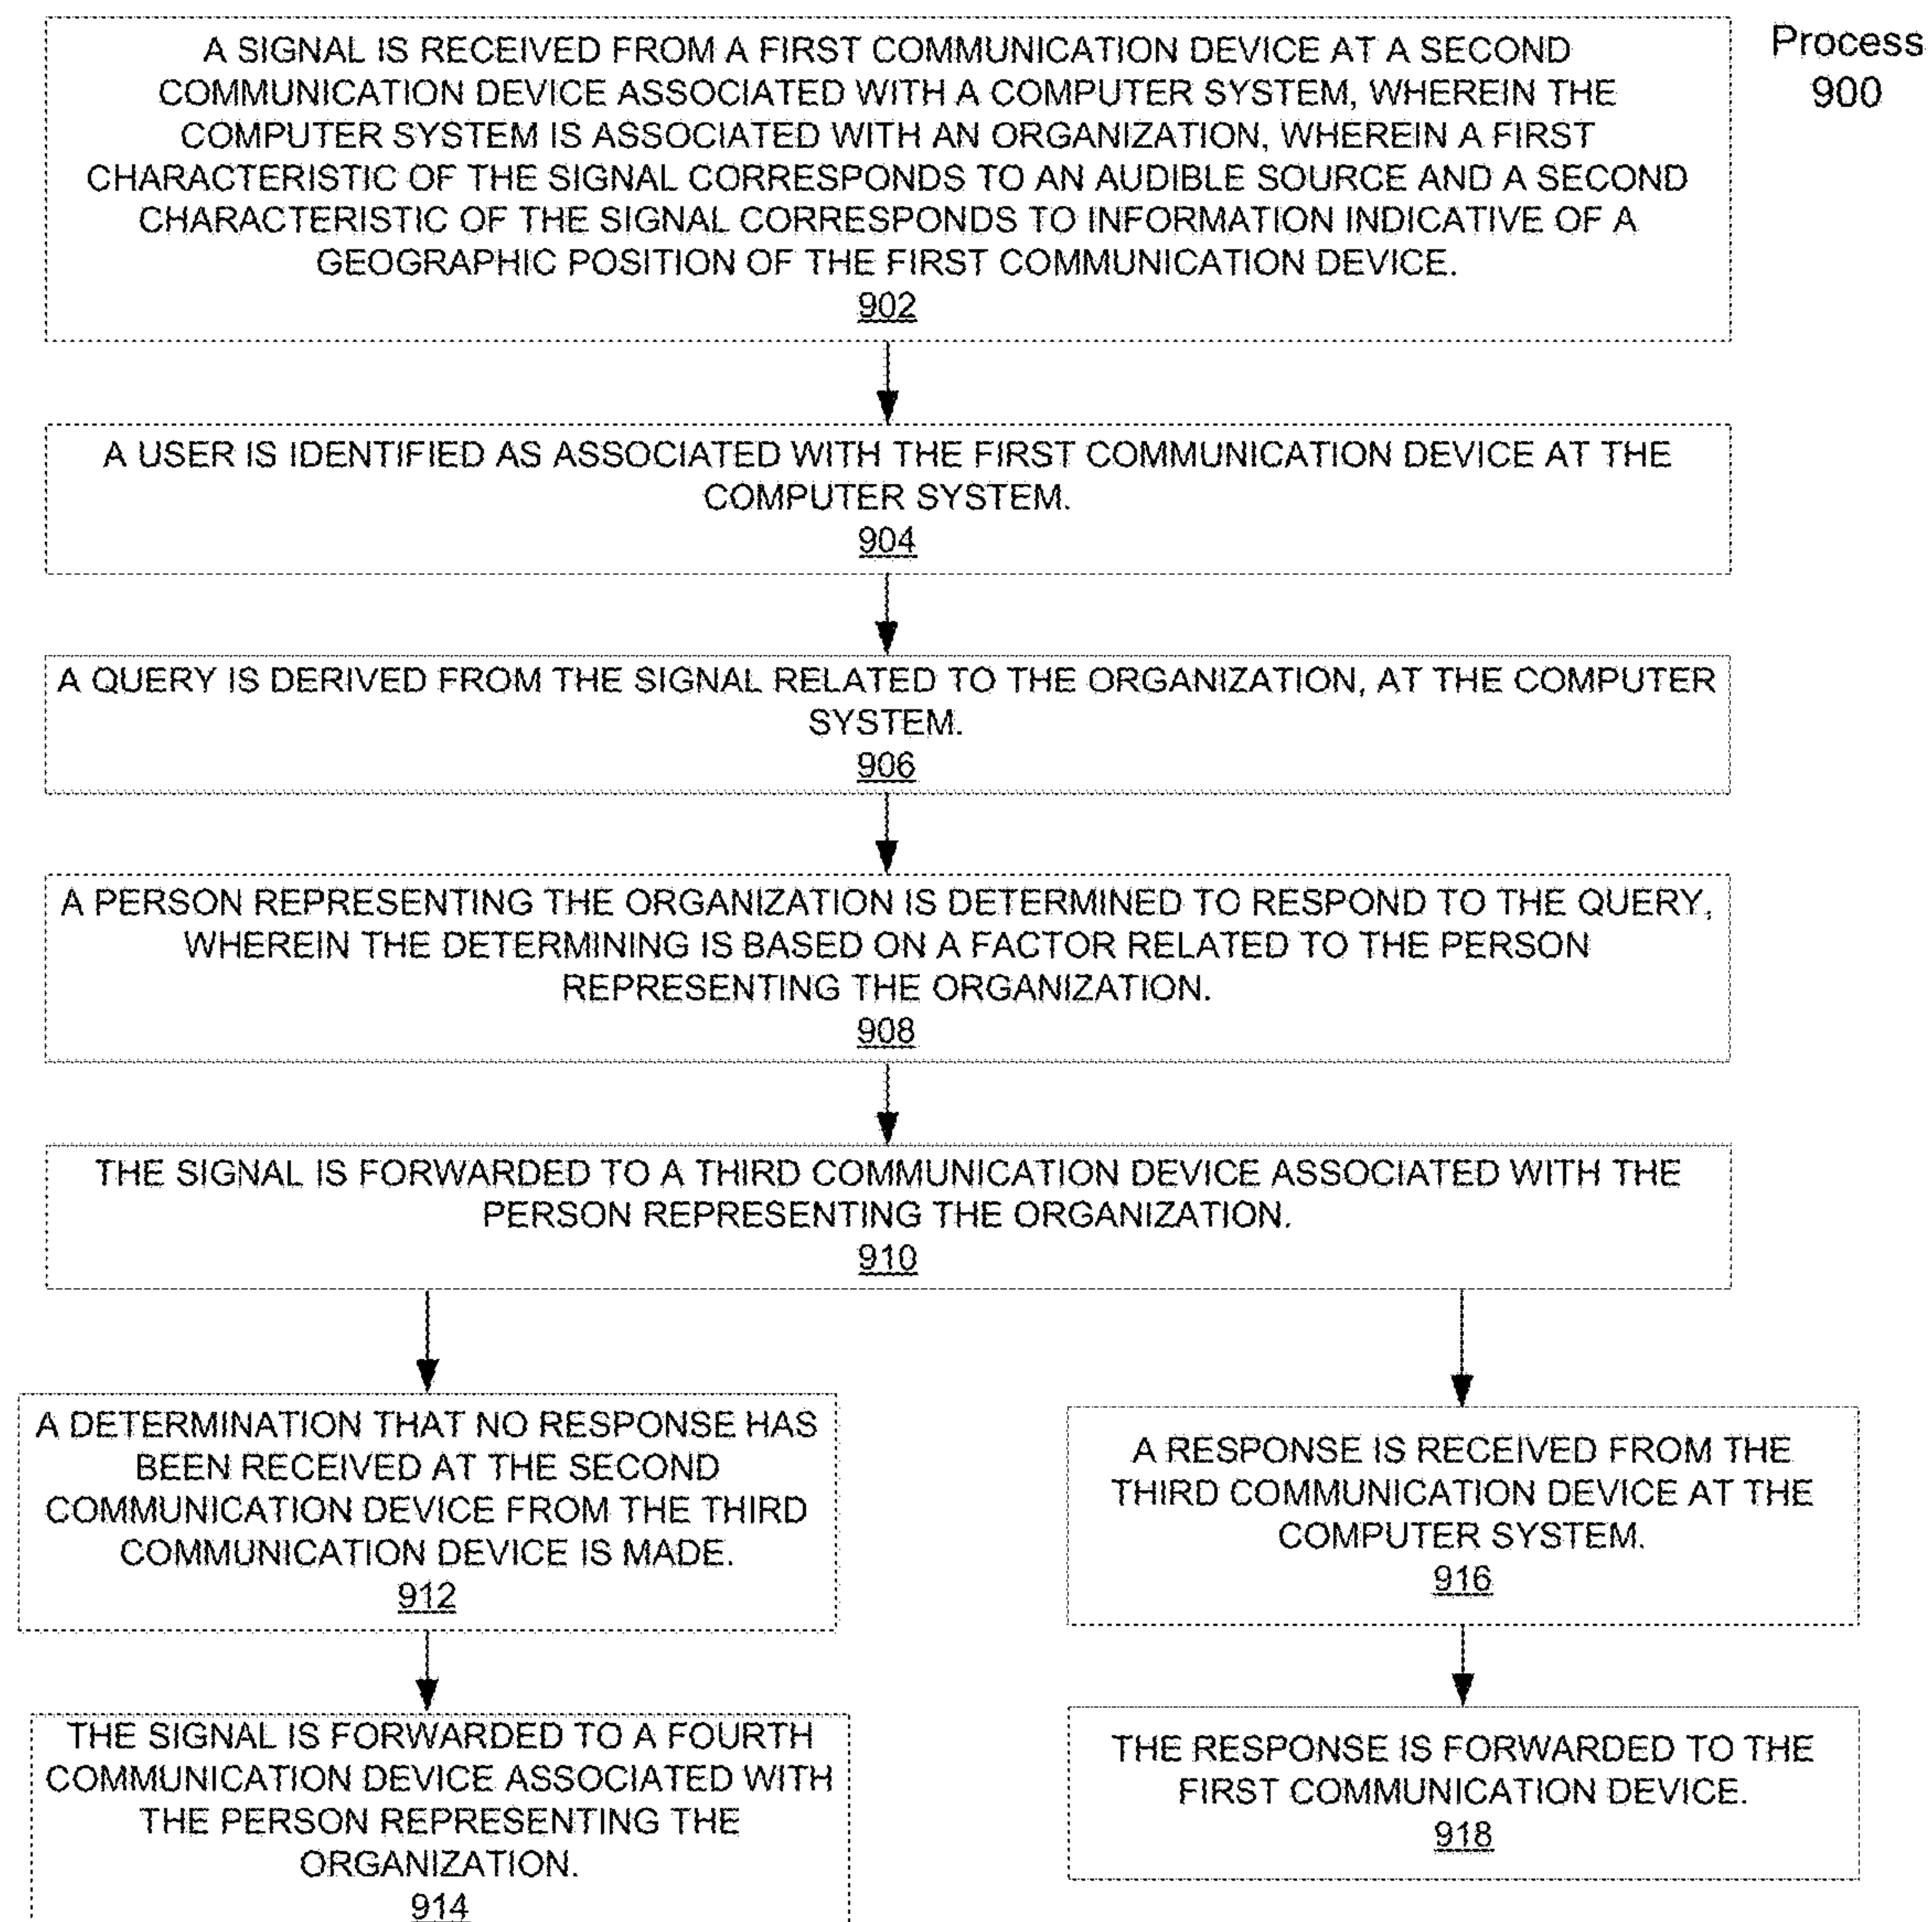 Process
900
A SIGNAL IS RECEIVED FROM A FIRST COMMUNICATION DEVICE AT A SECOND
COMMUNICATION DEVICE ASSOCIATED WITH A COMPUTER SYSTEM, WHEREIN THE
COMPUTER SYSTEM IS ASSOCIATED WITH AN ORGANIZATION, WHEREIN A FIRST
CHARACTERISTIC OF THE SIGNAL CORRESPONDS TO AN AUDIBLE SOURCE AND A SECOND
CHARACTERISTIC OF THE SIGNAL CORRESPONDS TO INFORMATION INDICATIVE OF A
GEOGRAPHIC POSITION OF THE FIRST COMMUNICATION DEVICE.
902
A USER IS IDENTIFIED AS ASSOCIATED WITH THE FIRST COMMUNICATION DEVICE AT THE
COMPUTER SYSTEM.
904
A QUERY IS DERIVED FROM THE SIGNAL RELATED TO THE ORGANIZATION, AT THE COMPUTER
SYSTEM.
906
A PERSON REPRESENTING THE ORGANIZATION IS DETERMINED TO RESPOND TO THE QUERY,
WHEREIN THE DETERMINING IS BASED ON A FACTOR RELATED TO THE PERSON
REPRESENTING THE ORGANIZATION.
908
THE SIGNAL IS FORWARDED TO A THIRD COMMUNICATION DEVICE ASSOCIATED WITH THE
PERSON REPRESENTING THE ORGANIZATION.
910
A DETERMINATION THAT NO RESPONSE HAS
BEEN RECEIVED AT THE SECOND
COMMUNICATION DEVICE FROM THE THIRD
COMMUNICATION DEVICE IS MADE.
912
THE SIGNAL IS FORWARDED TO A FOURTH
COMMUNICATION DEVICE ASSOCIATED WITH
THE PERSON REPRESENTING THE
ORGANIZATION.
914
A RESPONSE IS RECEIVED FROM THE
THIRD COMMUNICATION DEVICE AT THE
COMPUTER SYSTEM.
916
THE RESPONSE IS FORWARDED TO THE
FIRST COMMUNICATION DEVICE.
918